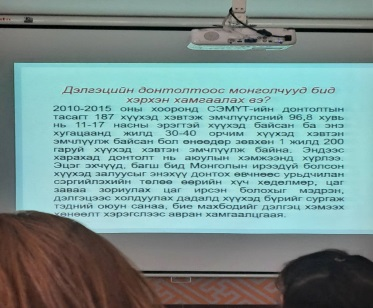 Дэлгэцийн донтолтоос монголчууд бид
хэрхэн хамгаалах вэ?
2010-2015 оны хооронд СЭМҮТ-ийн донтолтын
тасагт 187 хүүхэд хэвтэж эмчлүүлсний 96,8 хувь
нь 11-17 насны эрэгтэй хүүхэд байсан ба энэ
хугацаанд жилд 30-40 орчим хүүхэд хэвтэн
эмчлүүлж байсан бол өнөөдөр зөвхөн 1 жилд 200
гаруй хүүхэд хэвтэн эмчлүүлж байна. Эндээс
харахад донтолт нь аюулын хэмжээнд хүрлээ.
Эцэг эхчүүд, багш бид Монголын ирээдүй болсон
хүүхэд залуусыг энэхүү донтох өвчнөөс урьдчилан
сэргийлэхийн төлөө өөрийн хүч хөдөлмөр, цаг
заваа зориулах цаг ирсэн болохыг мэдрэн,
дэлгэцээс холдуулах дадалд хүүхэд бүрийг сургаж
тэдний оюун санаа, бие махбодийг дэлгэц хэмээх
хөнөөлт хэрэгслээс авран хамгаалцгаая.